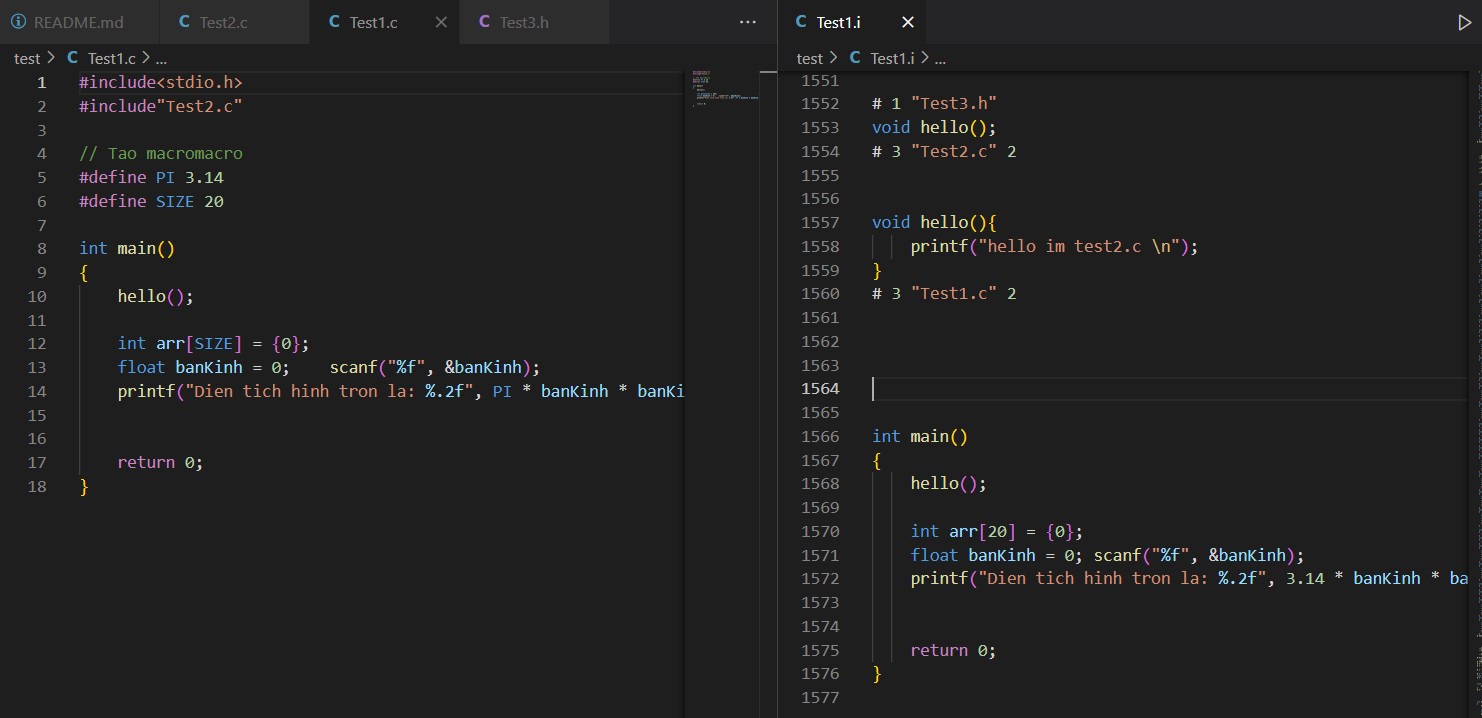 README.md Test2.c Test1.c Test3.h ...
test > C Test1.c > ...
1 #include<stdio.h>
2 #include"Test2.c"
3
4 // Tao macromacro
5 #define PI 3.14
6 #define SIZE 20
7
8 int main()
9 {
10 hello();
11
12 int arr[SIZE] = {0};
13 float banKinh = 0;    scanf("%f", &banKinh);
14 printf("Dien tich hinh tron la: %.2f", PI * banKinh * banKi
15
16
17 return 0;
18 }
C Test1.i
test > C Test1.i > ...
1551
1552 # 1 "Test3.h"
1553 void hello();
1554 # 3 "Test2.c" 2
1555
1556
1557 void hello(){
1558 printf("hello im test2.c \n");
1559 }
1560 # 3 "Test1.c" 2
1561
1562
1563
1564
1565
1566 int main()
1567 {
1568 hello();
1569
1570 int arr[20] = {0};
1571 float banKinh = 0; scanf("%f", &banKinh);
1572 printf("Dien tich hinh tron la: %.2f", 3.14 * banKinh * ba
1573
1574
1575 return 0;
1576 }
1577